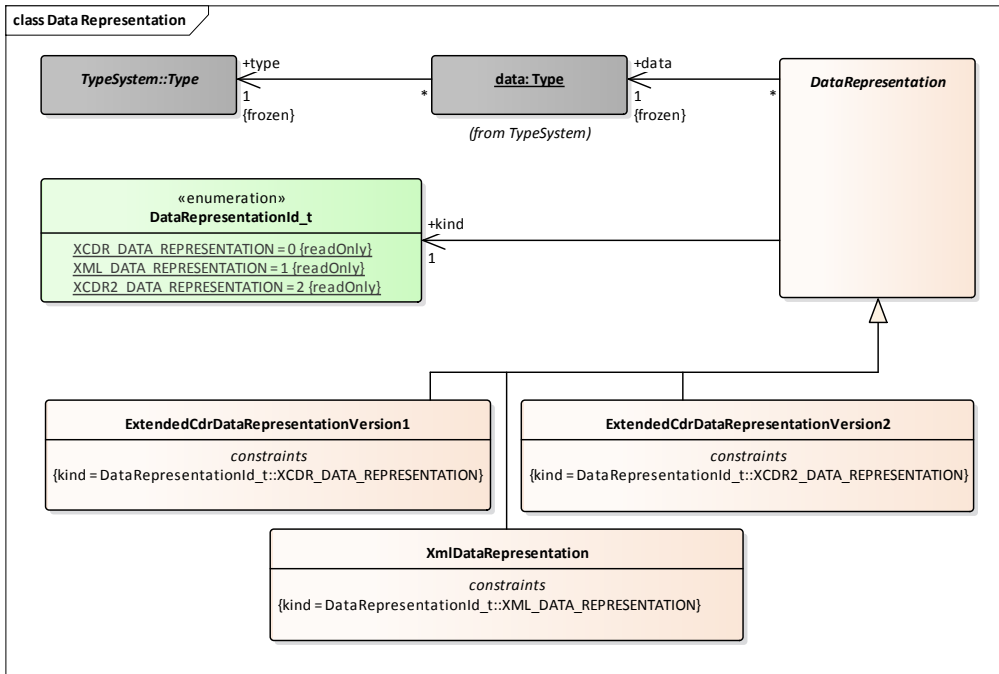 class Data Representation
TypeSystem::Type
+type
1
{frozen}
*
data: Type
(from TypeSystem)
+data
1
{frozen}
*
DataRepresentation
«enumeration»
DataRepresentationId_t
XCDR_DATA_REPRESENTATION = 0 {readOnly}
XML_DATA_REPRESENTATION = 1 {readOnly}
XCDR2_DATA_REPRESENTATION = 2 {readOnly}
+kind
1
ExtendedCdrDataRepresentationVersion1
constraints
{kind = DataRepresentationId_t::XCDR_DATA_REPRESENTATION}
ExtendedCdrDataRepresentationVersion2
constraints
{kind = DataRepresentationId_t::XCDR2_DATA_REPRESENTATION}
XmlDataRepresentation
constraints
{kind = DataRepresentationId_t::XML_DATA_REPRESENTATION}